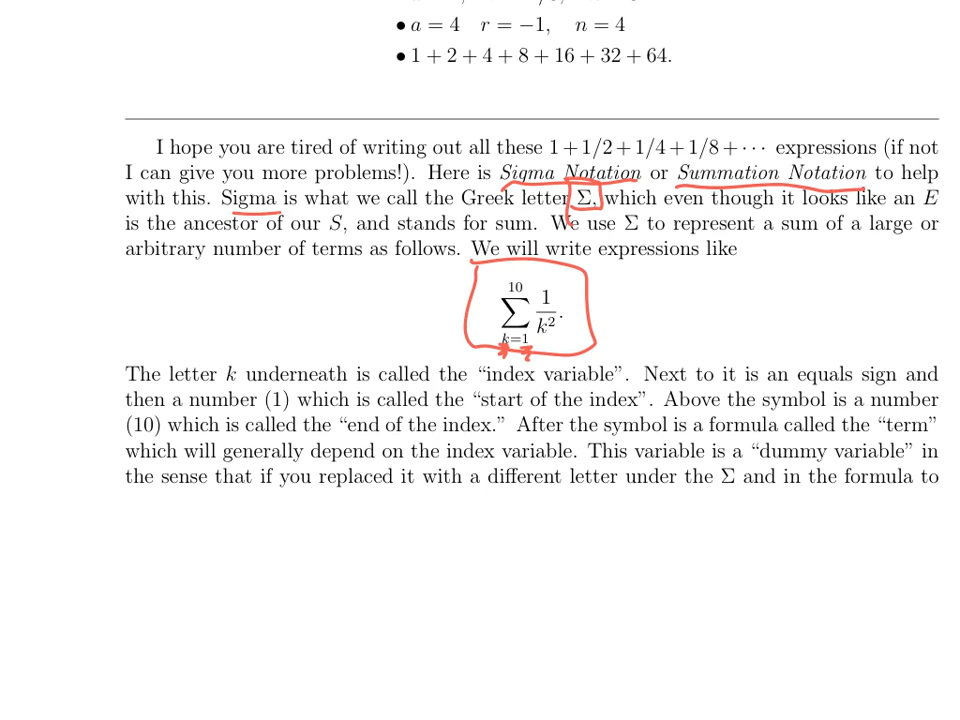 • a = 4 r = −1, n = 4
• 1 + 2 + 4 + 8 + 16 + 32 + 64.
I hope you are tired of writing out all these 1 + 1/2 + 1/4 + 1/8 + ··· expressions (if not
I can give you more problems!). Here is Sigma Notation or Summation Notation to help
with this. Sigma is what we call the Greek letter Σ, which even though it looks like an E
is the ancestor of our S, and stands for sum. We use Σ to represent a sum of a large or
arbitrary number of terms as follows. We will write expressions like
10
∑ 1/k².
k=1
The letter k underneath is called the “index variable”. Next to it is an equals sign and
then a number (1) which is called the “start of the index”. Above the symbol is a number
(10) which is called the “end of the index.” After the symbol is a formula called the “term”
which will generally depend on the index variable. This variable is a “dummy variable” in
the sense that if you replaced it with a different letter under the Σ and in the formula to